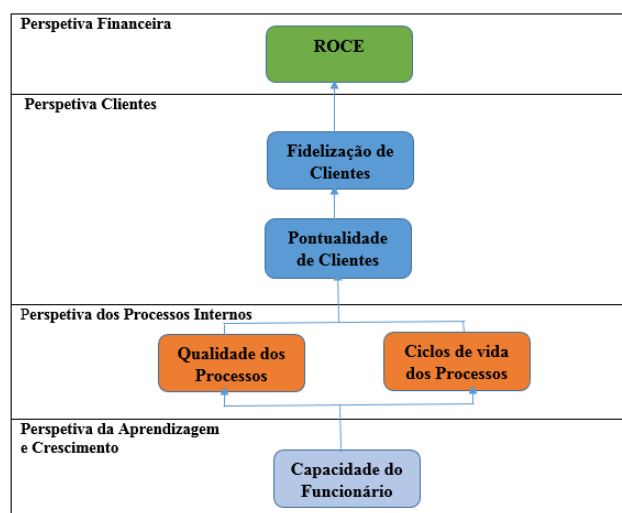 Perspetiva Financeira
ROCE
Perspetiva Clientes
Fidelização de
Clientes
Pontualidade
de Clientes
Perspetiva dos Processos Internos
Qualidade dos
Processos
Ciclos de vida
dos Processos
Perspetiva da Aprendizagem
e Crescimento
Capacidade do
Funcionário